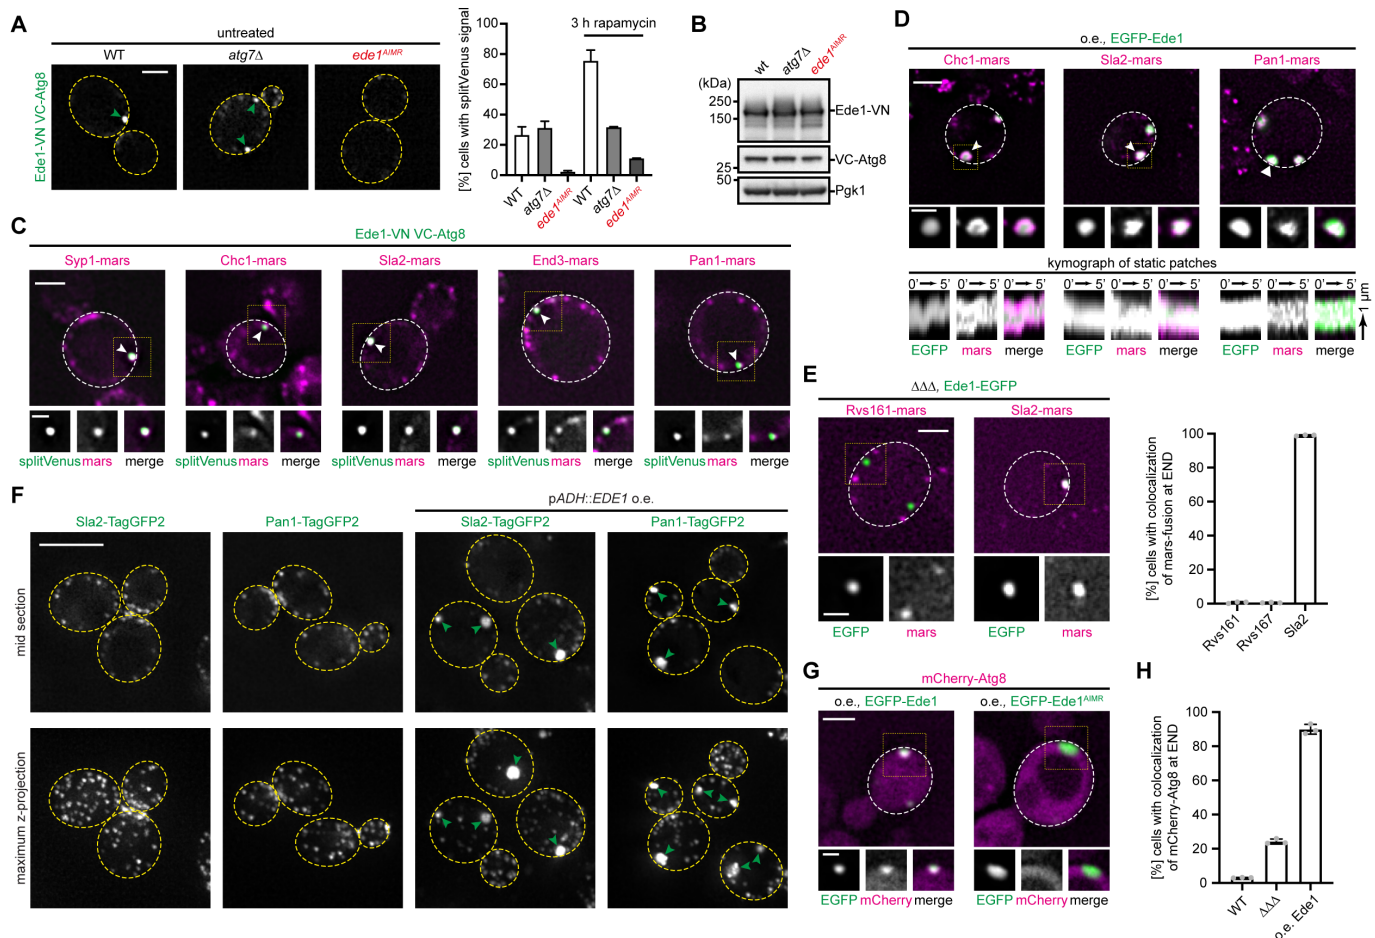 A
untreated
WT
atg7Δ
ede1AIMR
Ede1-VN VC-Atg8
[%] cells with splitVenus signal
100
80
60
40
20
0
3 h rapamycin
WT
atg7Δ
ede1AIMR
WT
atg7Δ
ede1AIMR
B
wt
atg7Δ
ede1AIMR
(kDa)
250
150
25
50
Ede1-VN
VC-Atg8
Pgk1
C
Ede1-VN VC-Atg8
Syp1-mars
Chc1-mars
Sla2-mars
End3-mars
Pan1-mars
splitVenus mars merge
splitVenus mars merge
splitVenus mars merge
splitVenus mars merge
splitVenus mars merge
D
o.e., EGFP-Ede1
Chc1-mars
Sla2-mars
Pan1-mars
kymograph of static patches
0' 5' 0' 5' 0' 5'
0' 5' 0' 5' 0' 5'
0' 5' 0' 5' 0' 5'
1 µm
EGFP mars merge
EGFP mars merge
EGFP mars merge
E
ΔΔΔ, Ede1-EGFP
Rvs161-mars
Sla2-mars
EGFP
mars
EGFP
mars
[%] cells with colocalization
of mars-fusion at END
100
80
60
40
20
0
Rvs161
Rvs167
Sla2
F
pADH::EDE1 o.e.
Sla2-TagGFP2
Pan1-TagGFP2
Sla2-TagGFP2
Pan1-TagGFP2
mid section
maximum z-projection
G
mCherry-Atg8
o.e., EGFP-Ede1
o.e., EGFP-Ede1AIMR
EGFP mCherry merge
EGFP mCherry merge
H
[%] cells with colocalization
of mCherry-Atg8 at END
100
80
60
40
20
0
WT
ΔΔΔ
o.e. Ede1